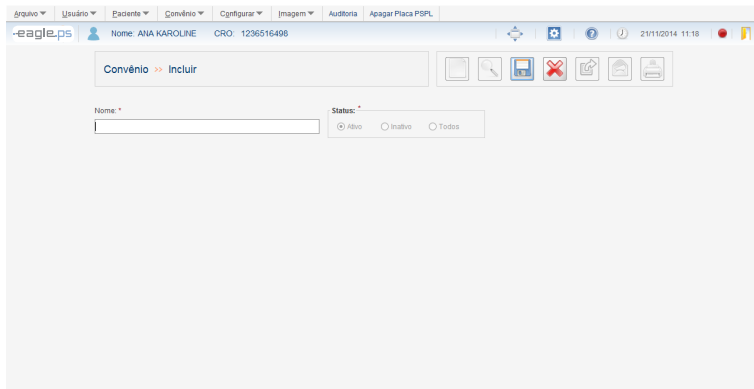 Arquivo Usuário Paciente Convênio Configurar Imagem Auditoria Apagar Placa PSPL
eagle.ps Nome: ANA KAROLINE CRO: 1236516498 21/11/2014 11:18
Convênio >> Incluir
Nome: * Status: *
Ativo Inativo Todos